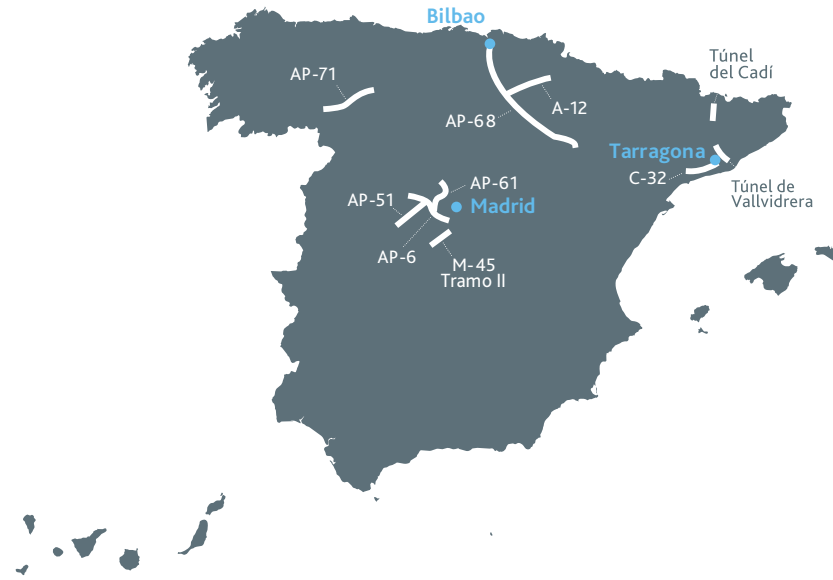 Bilbao
Túnel
del Cadí
AP-71
A-12
AP-68
Tarragona
C-32
Túnel de
Vallvidrera
AP-61
AP-51
Madrid
AP-6
M-45
Tramo II